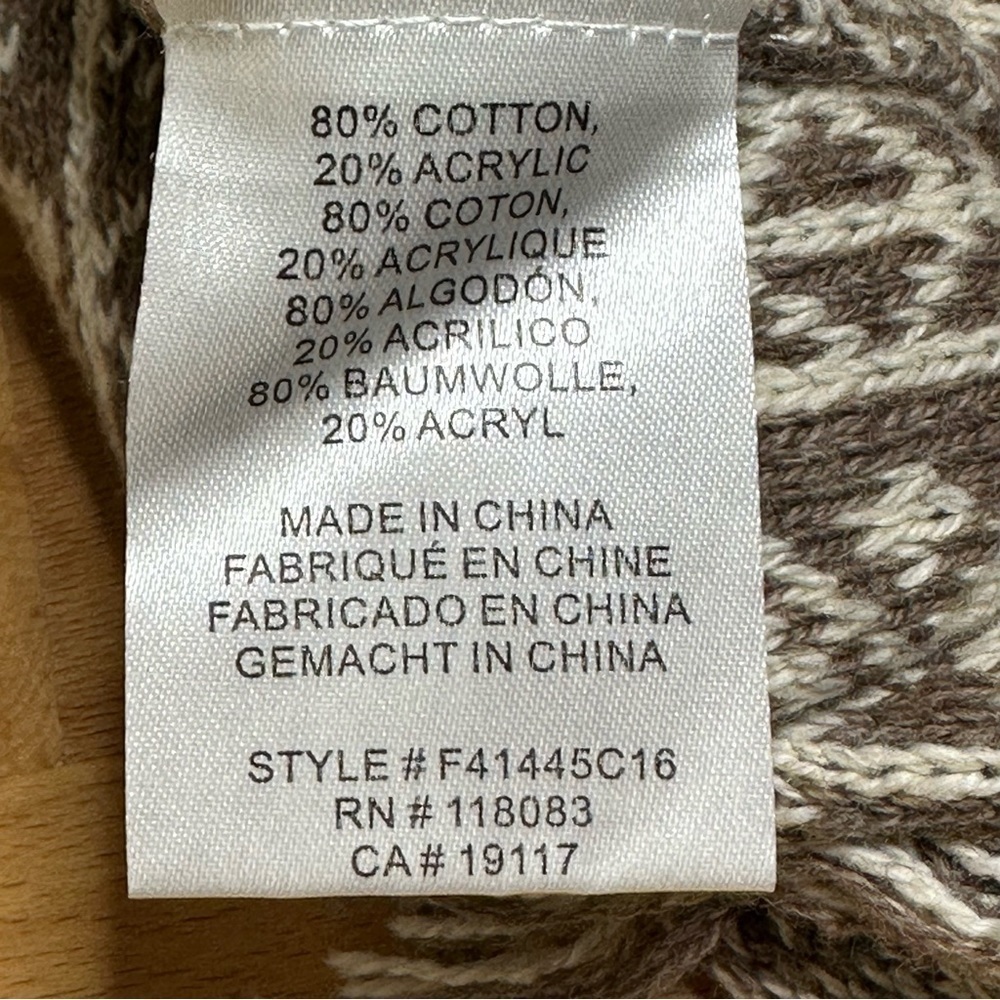 80% COTTON,
20% ACRYLIC
80% COTON,
20% ACRYLIQUE
80% ALGODÓN,
20% ACRILICO
80% BAUMWOLLE,
20% ACRYL
MADE IN CHINA
FABRIQUÉ EN CHINE
FABRICADO EN CHINA
GEMACHT IN CHINA
STYLE # F41445C16
RN # 118083
CA# 19117